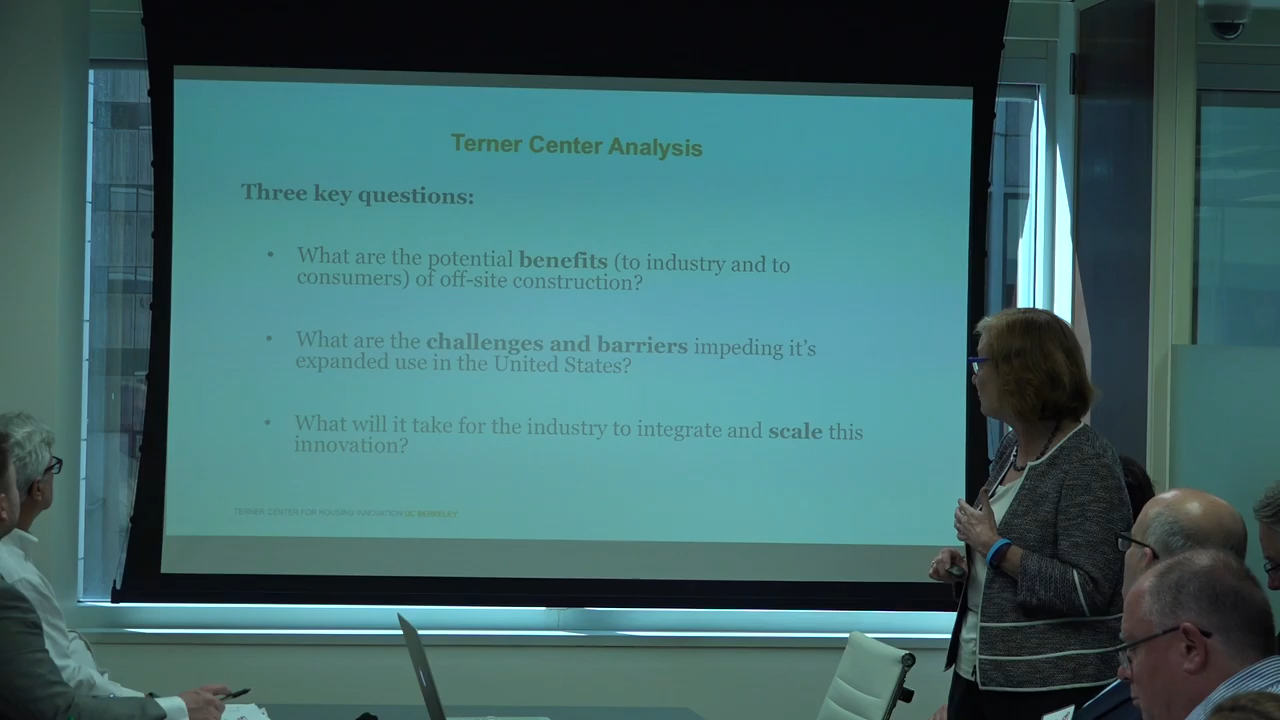 Terner Center Analysis
Three key questions:
• What are the potential benefits (to industry and to
consumers) of off-site construction?
• What are the challenges and barriers impeding it's
expanded use in the United States?
• What will it take for the industry to integrate and scale this
innovation?
TERNER CENTER FOR HOUSING INNOVATION UC BERKELEY